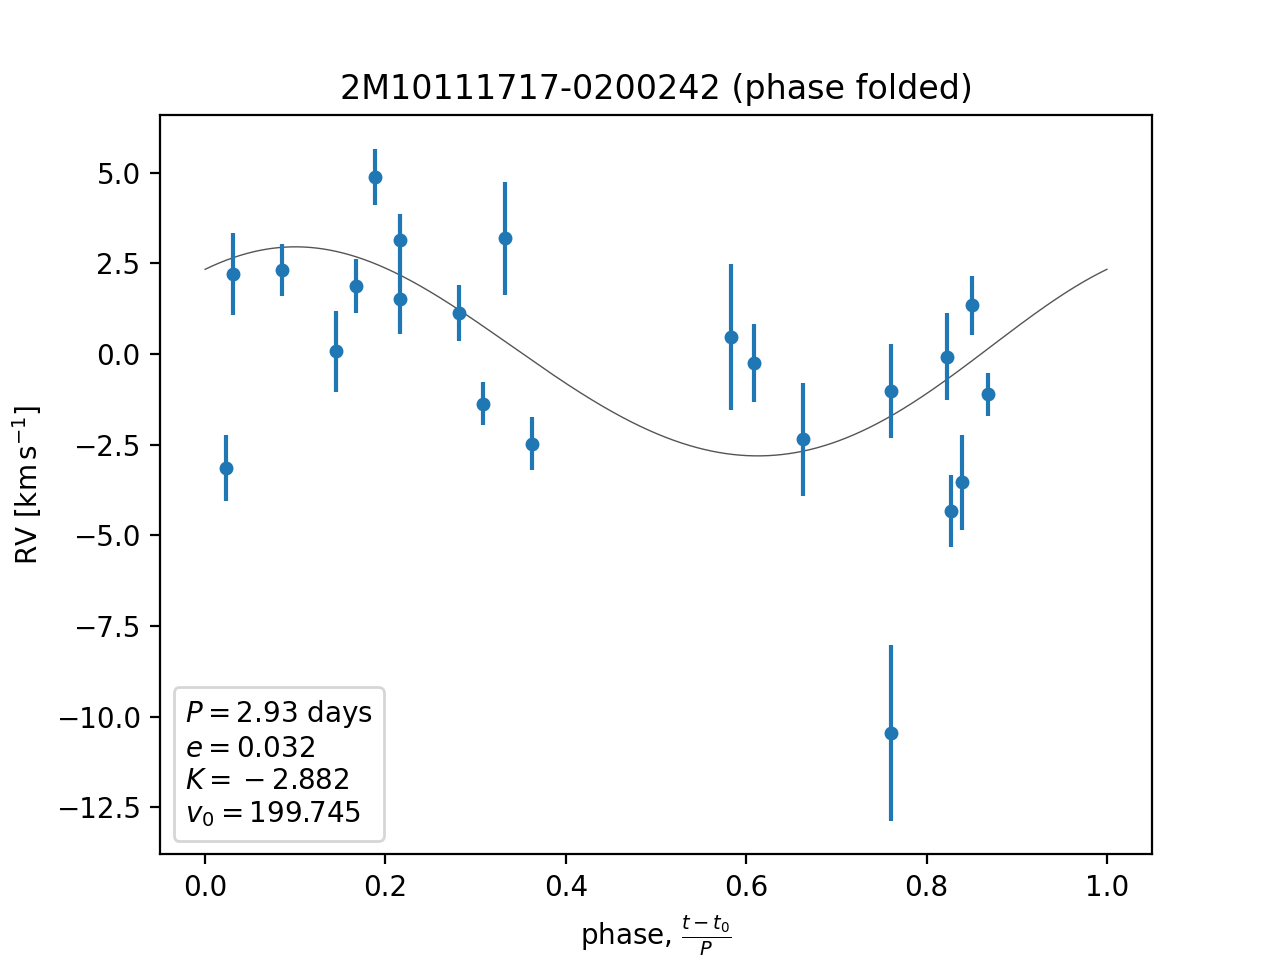 2M10111717-0200242 (phase folded)
RV [km s⁻¹]
5.0
2.5
0.0
−2.5
−5.0
−7.5
−10.0
−12.5
P = 2.93 days
e = 0.032
K = −2.882
v₀ = 199.745
0.0 0.2 0.4 0.6 0.8 1.0
phase, (t − t₀)/P